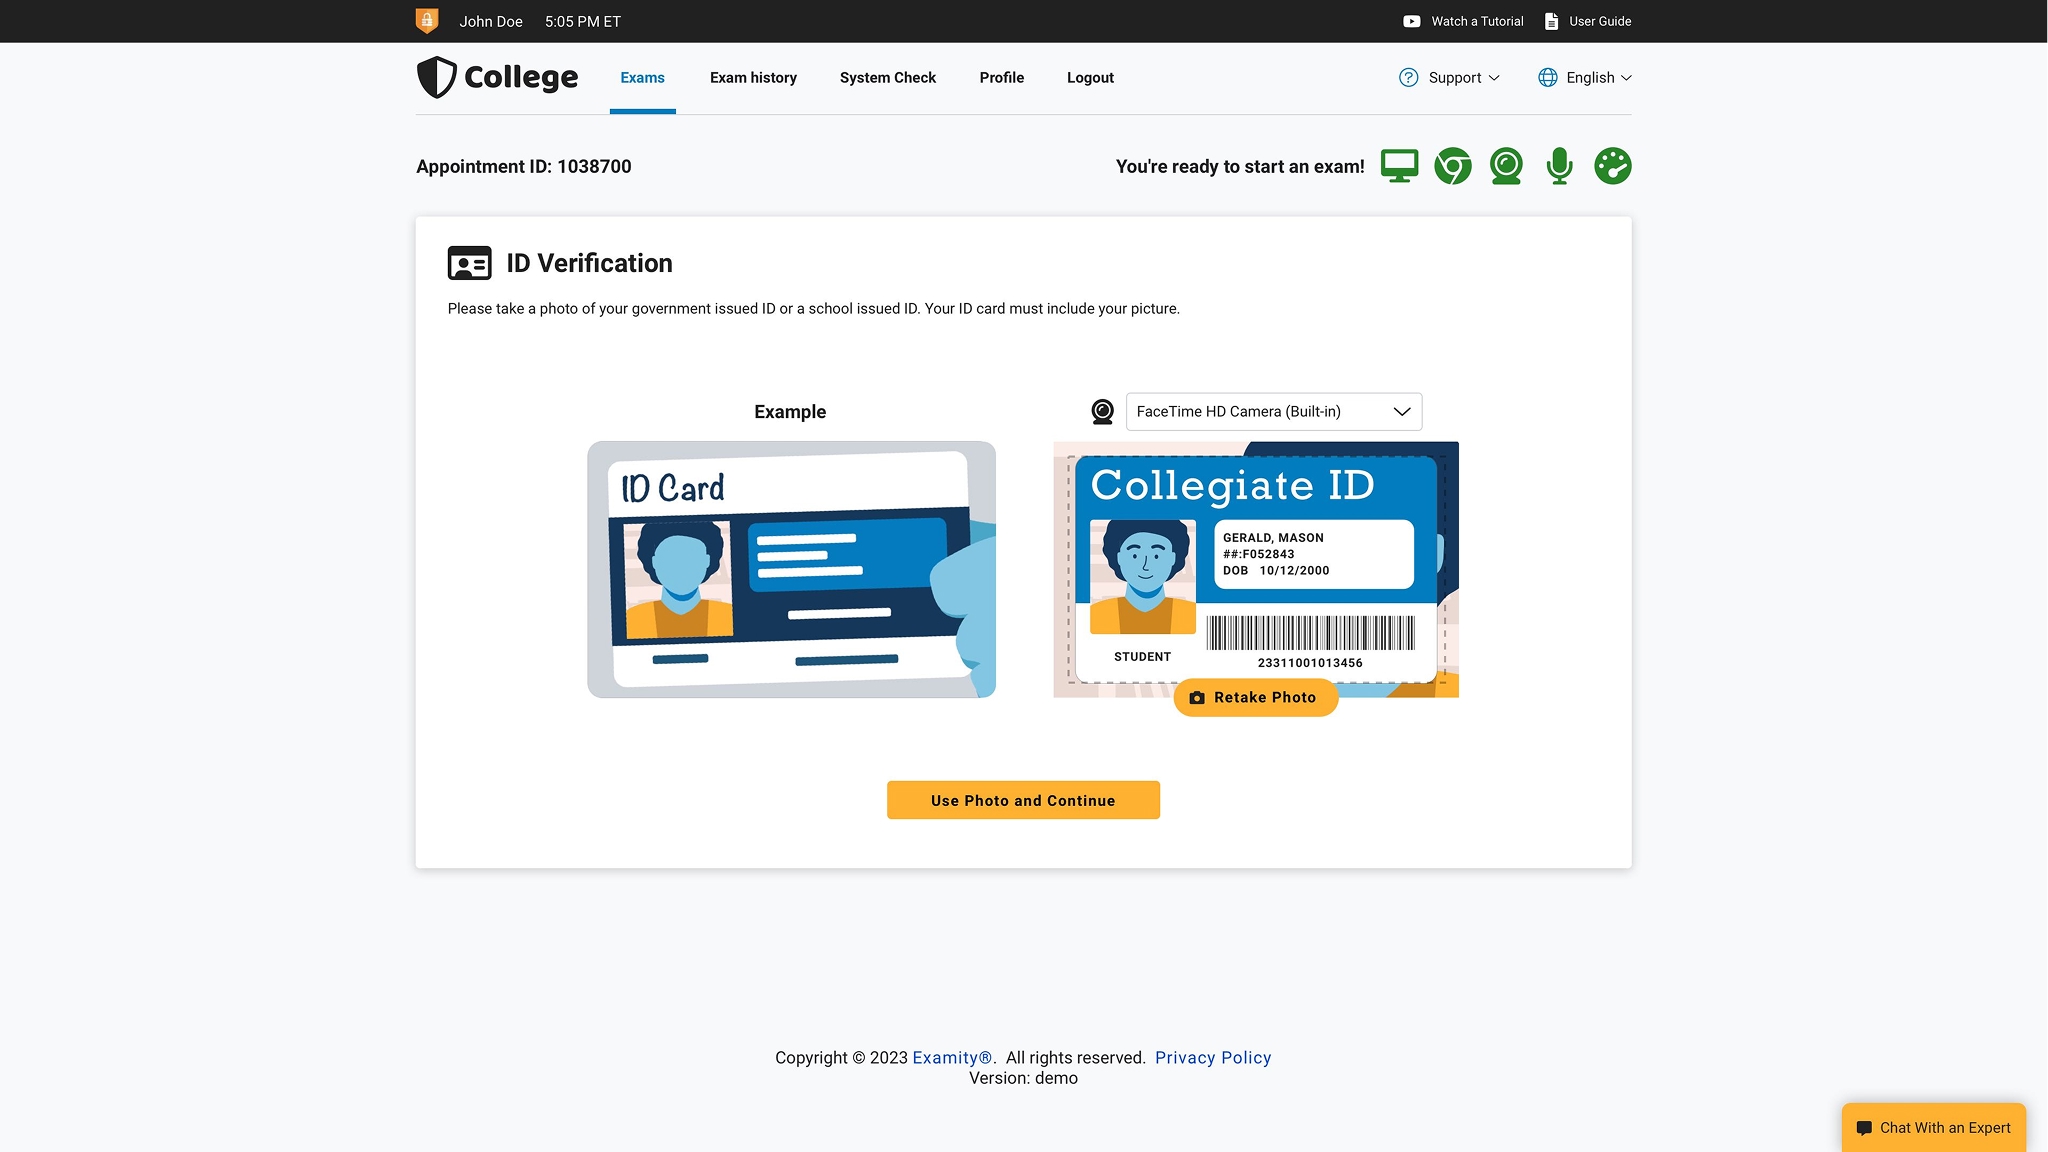 John Doe 5:05 PM ET Watch a Tutorial User Guide
College Exams Exam history System Check Profile Logout Support English
Appointment ID: 1038700 You're ready to start an exam!
ID Verification
Please take a photo of your government issued ID or a school issued ID. Your ID card must include your picture.
Example
FaceTime HD Camera (Built-in)
ID Card
Collegiate ID
GERALD, MASON
##:F052843
DOB 10/12/2000
STUDENT
23311001013456
Retake Photo
Use Photo and Continue
Copyright © 2023 Examity®. All rights reserved. Privacy Policy
Version: demo
Chat With an Expert